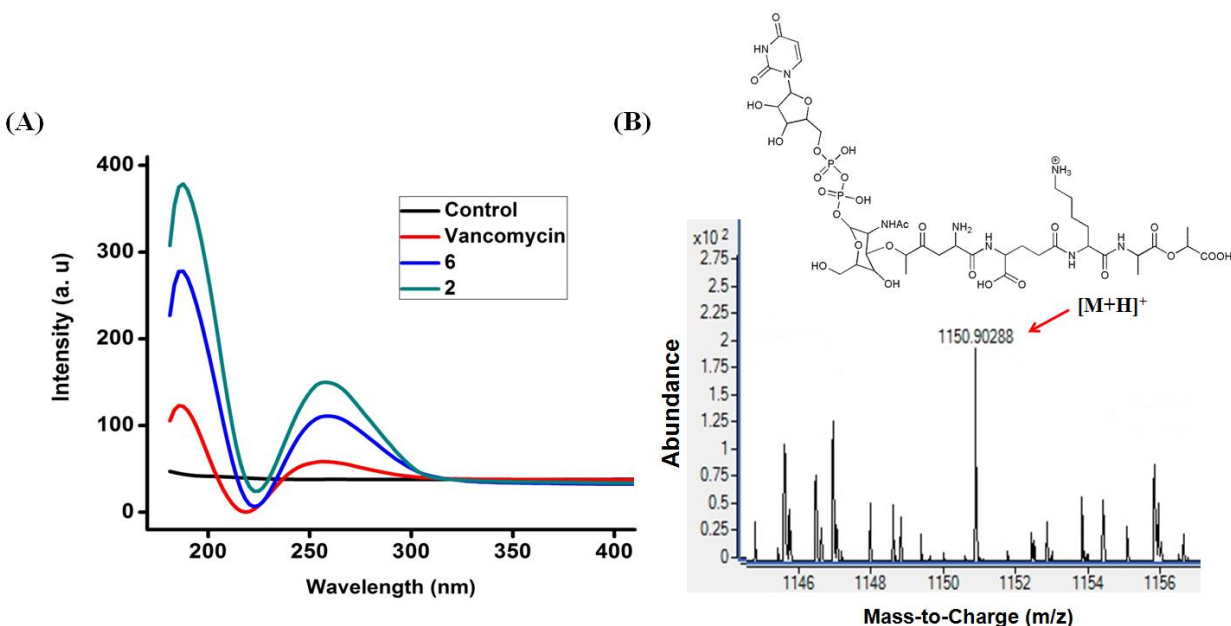 (A)
Intensity (a. u)
400
300
200
100
0
200
250
300
350
400
Wavelength (nm)
Control
Vancomycin
6
2
(B)
O
NH
O
N
O
HO
HO
O
OH
P
O
O
O
P
OH
O
NHAc
O
HO
OH
O
O
NH2
O
H
N
HO
O
O
N
H
⊕
NH3
O
H
N
O
O
COOH
[M+H]+
1150.90288
x10 2
2.75
2.5
2.25
2
1.75
1.5
1.25
1
0.75
0.5
0.25
0
Abundance
1146
1148
1150
1152
1154
1156
Mass-to-Charge (m/z)